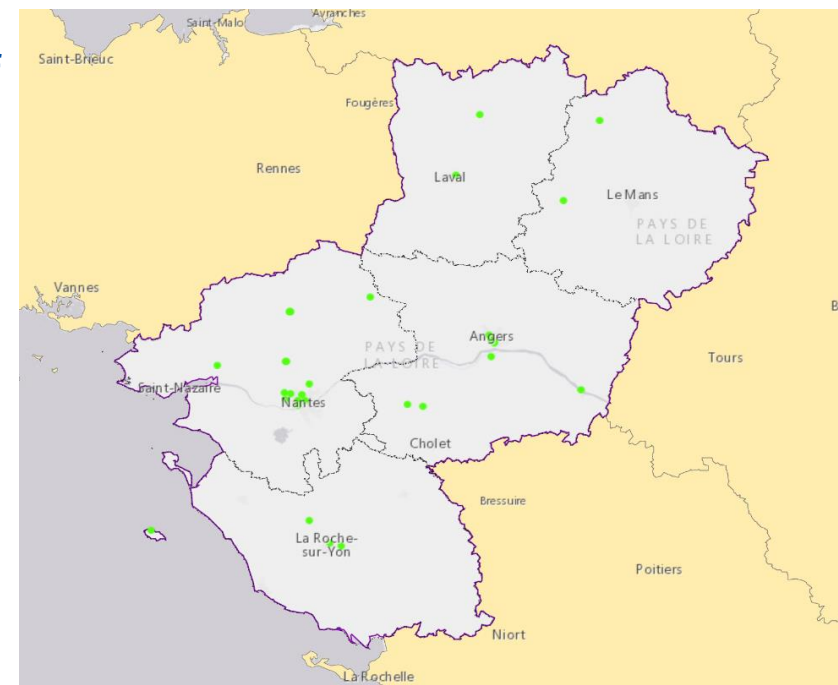 Avranches
Saint-Malo
Saint-Brieuc
Fougères
Rennes
Laval
Le Mans
PAYS DE
LA LOIRE
Vannes
Angers
PAYS DE
LA LOIRE
Tours
Saint-Nazaire
Nantes
Cholet
Bressuire
La Roche-
sur-Yon
Poitiers
Niort
La Rochelle